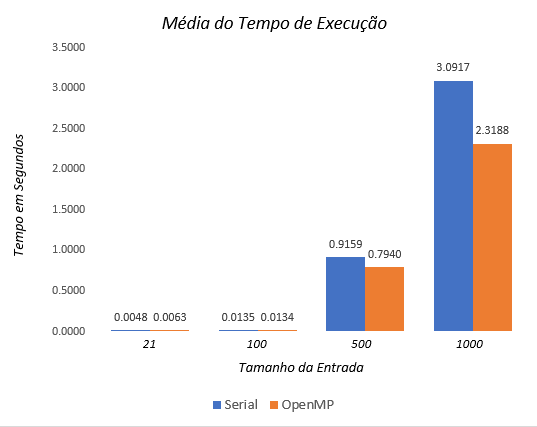 Média do Tempo de Execução
3.5000
3.0000
2.5000
2.0000
1.5000
1.0000
0.5000
0.0000
Tempo em Segundos
0.0048 0.0063
0.0135 0.0134
0.9159
0.7940
3.0917
2.3188
21 100 500 1000
Tamanho da Entrada
Serial OpenMP